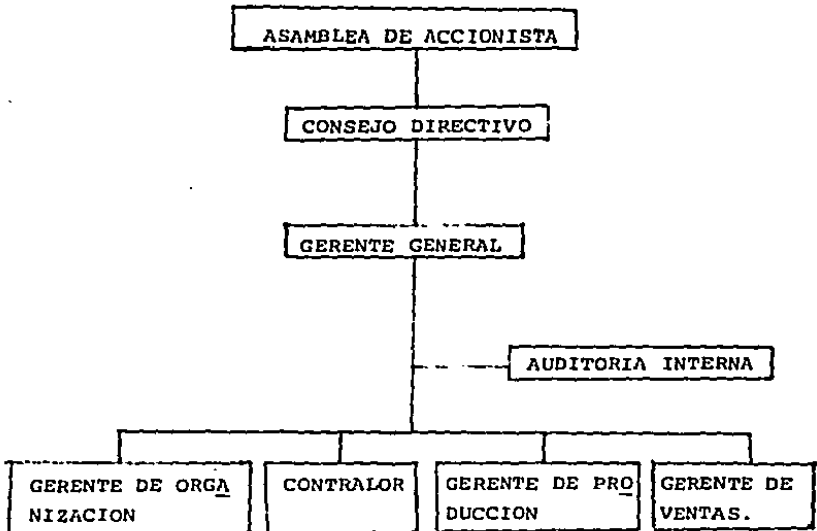 ASAMBLEA DE ACCIONISTA
CONSEJO DIRECTIVO
GERENTE GENERAL
AUDITORIA INTERNA
GERENTE DE ORGA
NIZACION
CONTRALOR
GERENTE DE PRO
DUCCION
GERENTE DE
VENTAS.